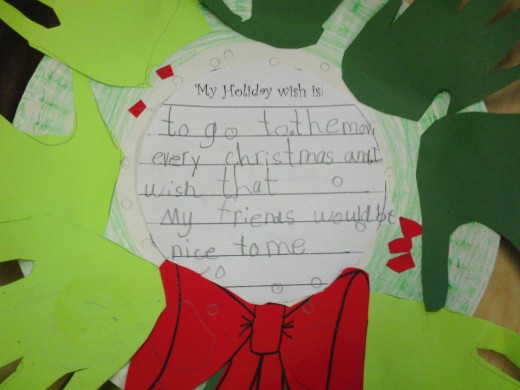 My Holiday wish is
to go to.the mov,
every christmas and I
wish that
My friends would be
nice to me